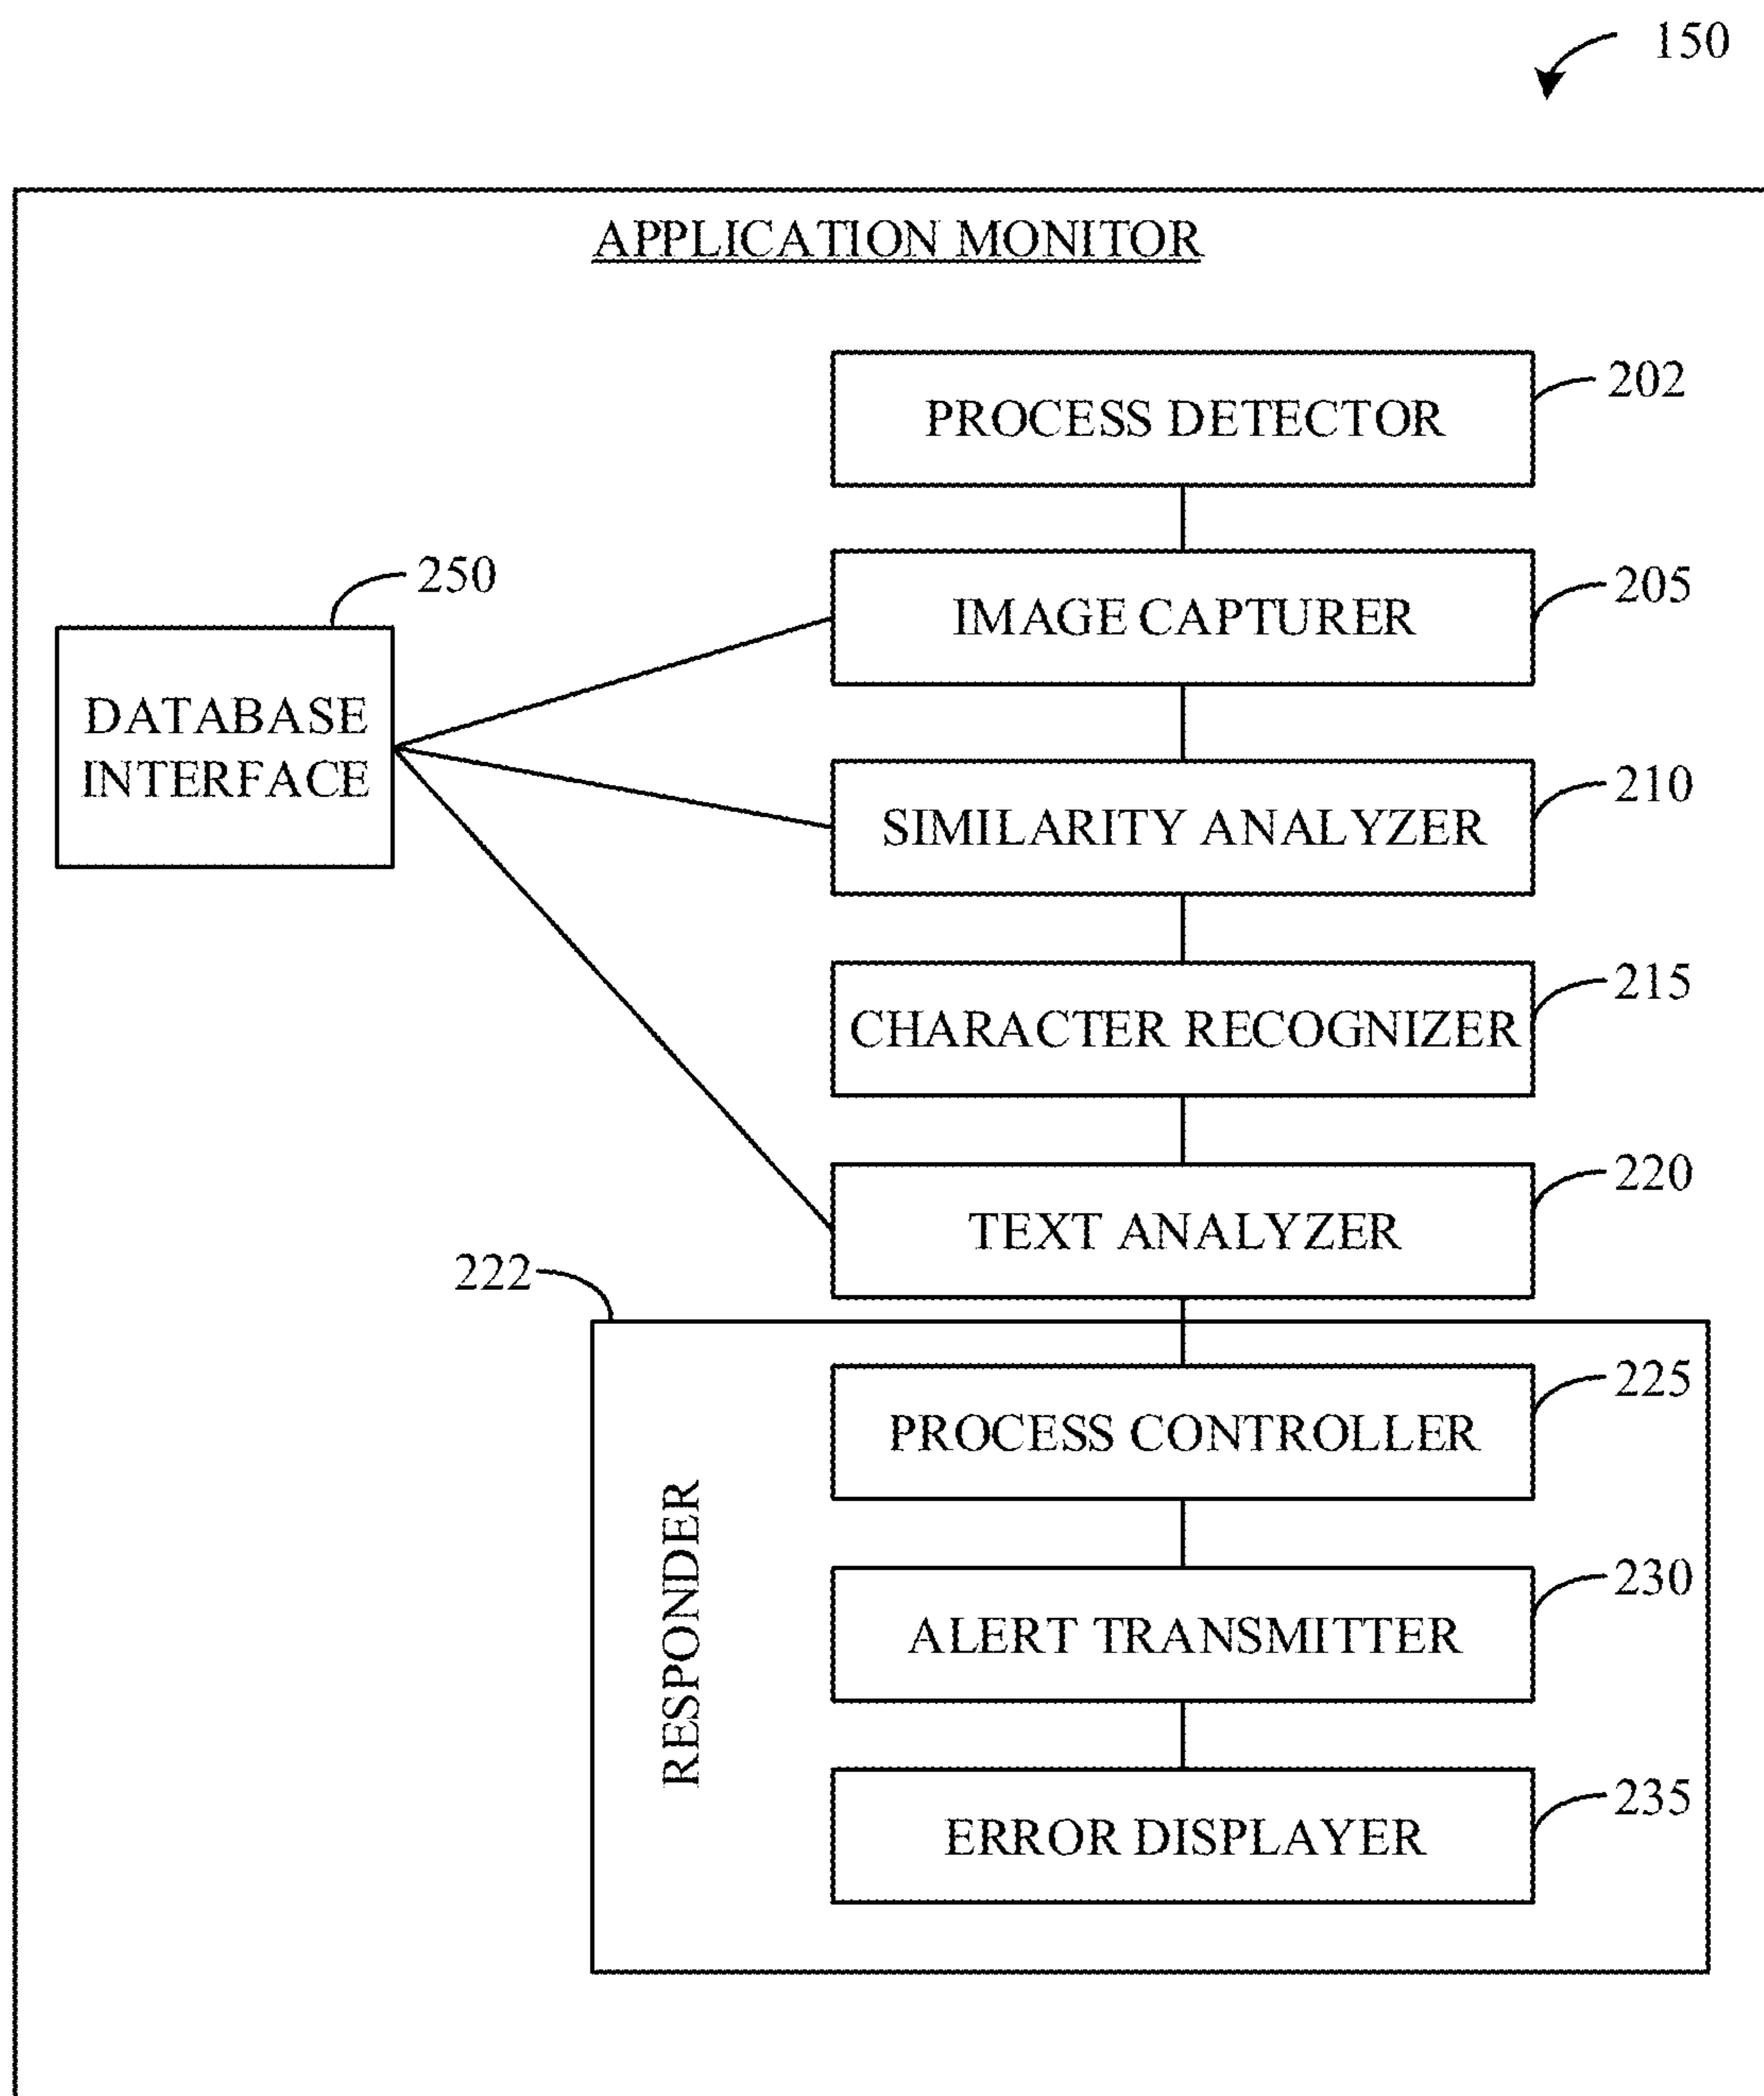 150
APPLICATION MONITOR
PROCESS DETECTOR
202
250
DATABASE
INTERFACE
IMAGE CAPTURER
205
SIMILARITY ANALYZER
210
CHARACTER RECOGNIZER
215
TEXT ANALYZER
220
222
RESPONDER
PROCESS CONTROLLER
225
ALERT TRANSMITTER
230
ERROR DISPLAYER
235